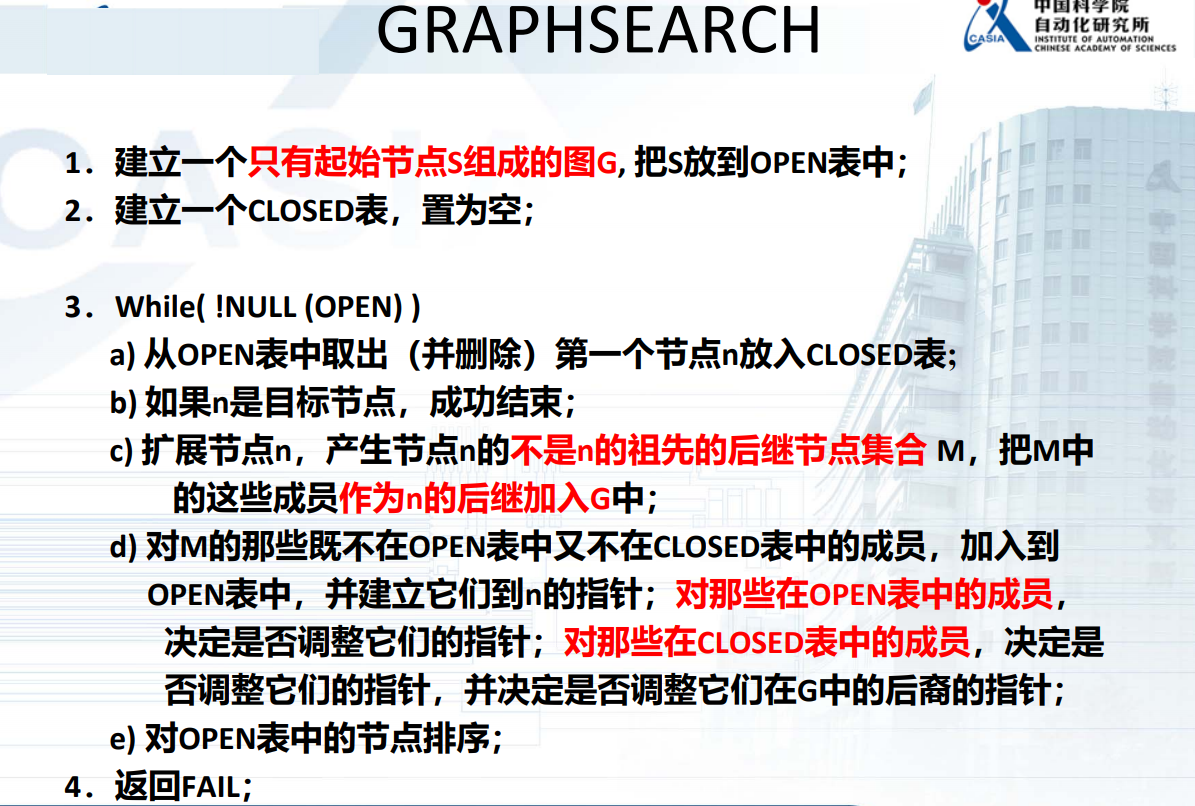 GRAPHSEARCH
中国科学院
自动化研究所
CASIA
INSTITUTE OF AUTOMATION
CHINESE ACADEMY OF SCIENCES
1．建立一个只有起始节点S组成的图G, 把S放到OPEN表中；
2．建立一个CLOSED表，置为空；
3．While( !NULL (OPEN) )
a) 从OPEN表中取出（并删除）第一个节点n放入CLOSED表;
b) 如果n是目标节点，成功结束；
c) 扩展节点n，产生节点n的不是n的祖先的后继节点集合 M，把M中
的这些成员作为n的后继加入G中；
d) 对M的那些既不在OPEN表中又不在CLOSED表中的成员，加入到
OPEN表中，并建立它们到n的指针；对那些在OPEN表中的成员，
决定是否调整它们的指针；对那些在CLOSED表中的成员，决定是
否调整它们的指针，并决定是否调整它们在G中的后裔的指针；
e) 对OPEN表中的节点排序；
4．返回FAIL；